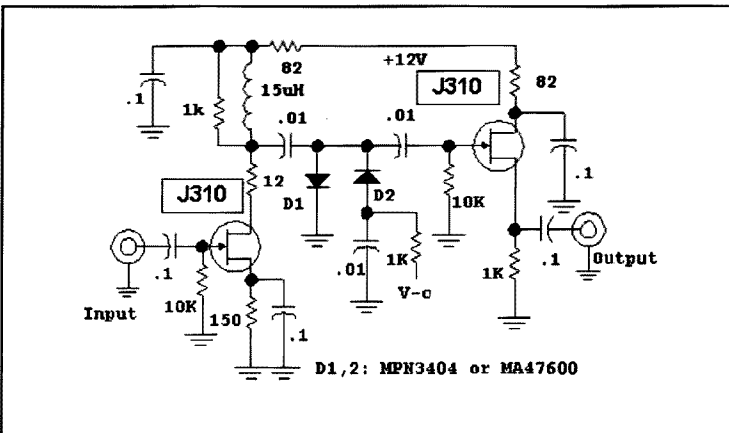 82
+12V
J310
82
.1
1k
15uH
.01
.01
.1
J310
12
D1
D2
10K
.1
10K
Input
150
.1
.01
1K
V-c
1K
.1
Output
D1,2: MPN3404 or MA47600